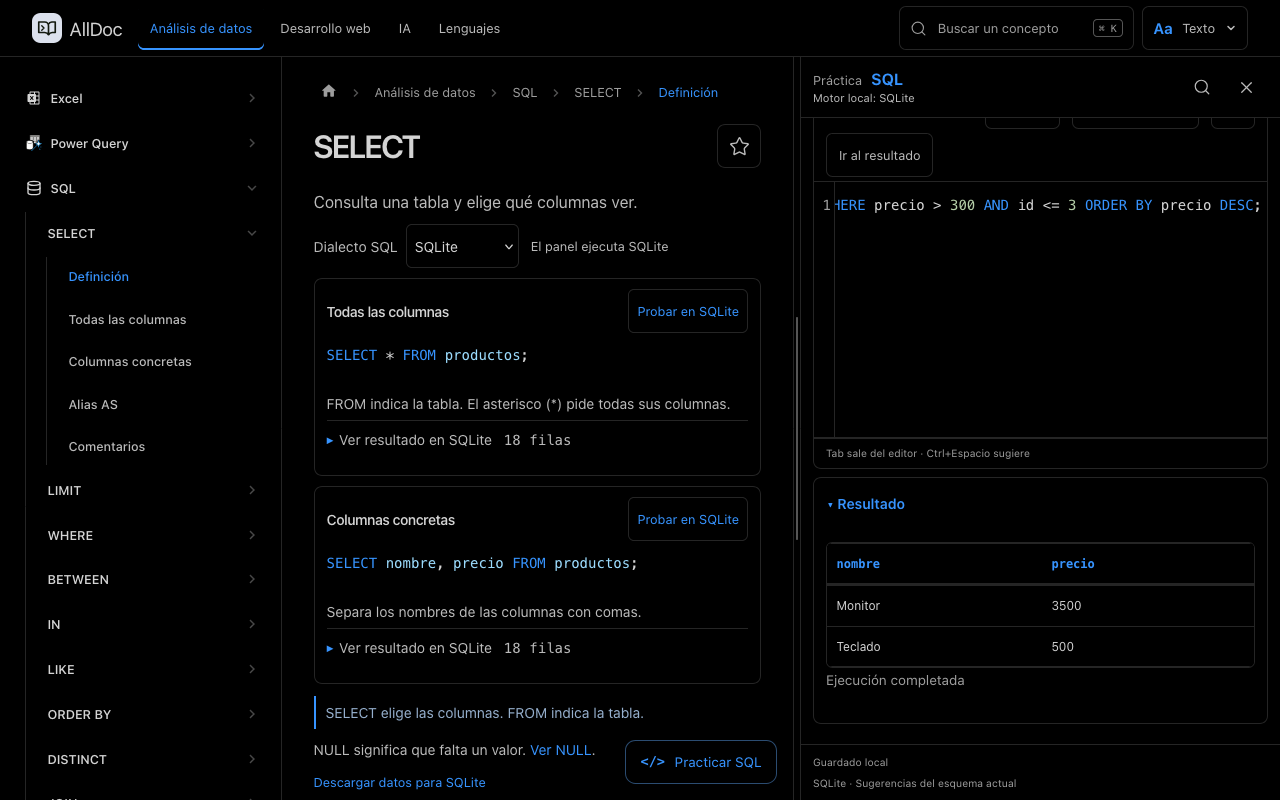 AllDoc
Análisis de datos
Desarrollo web
IA
Lenguajes
Buscar un concepto
⌘ K
Aa Texto
Excel
Power Query
SQL
SELECT
Definición
Todas las columnas
Columnas concretas
Alias AS
Comentarios
LIMIT
WHERE
BETWEEN
IN
LIKE
ORDER BY
DISTINCT
Análisis de datos > SQL > SELECT > Definición
SELECT
Consulta una tabla y elige qué columnas ver.
Dialecto SQL SQLite El panel ejecuta SQLite
Todas las columnas
Probar en SQLite
SELECT * FROM productos;
FROM indica la tabla. El asterisco (*) pide todas sus columnas.
▸ Ver resultado en SQLite 18 filas
Columnas concretas
Probar en SQLite
SELECT nombre, precio FROM productos;
Separa los nombres de las columnas con comas.
▸ Ver resultado en SQLite 18 filas
SELECT elige las columnas. FROM indica la tabla.
NULL significa que falta un valor. Ver NULL.
Descargar datos para SQLite
</> Practicar SQL
Práctica SQL
Motor local: SQLite
Ir al resultado
1 HERE precio > 300 AND id <= 3 ORDER BY precio DESC;
Tab sale del editor · Ctrl+Espacio sugiere
▾ Resultado
nombre precio
Monitor 3500
Teclado 500
Ejecución completada
Guardado local
SQLite · Sugerencias del esquema actual